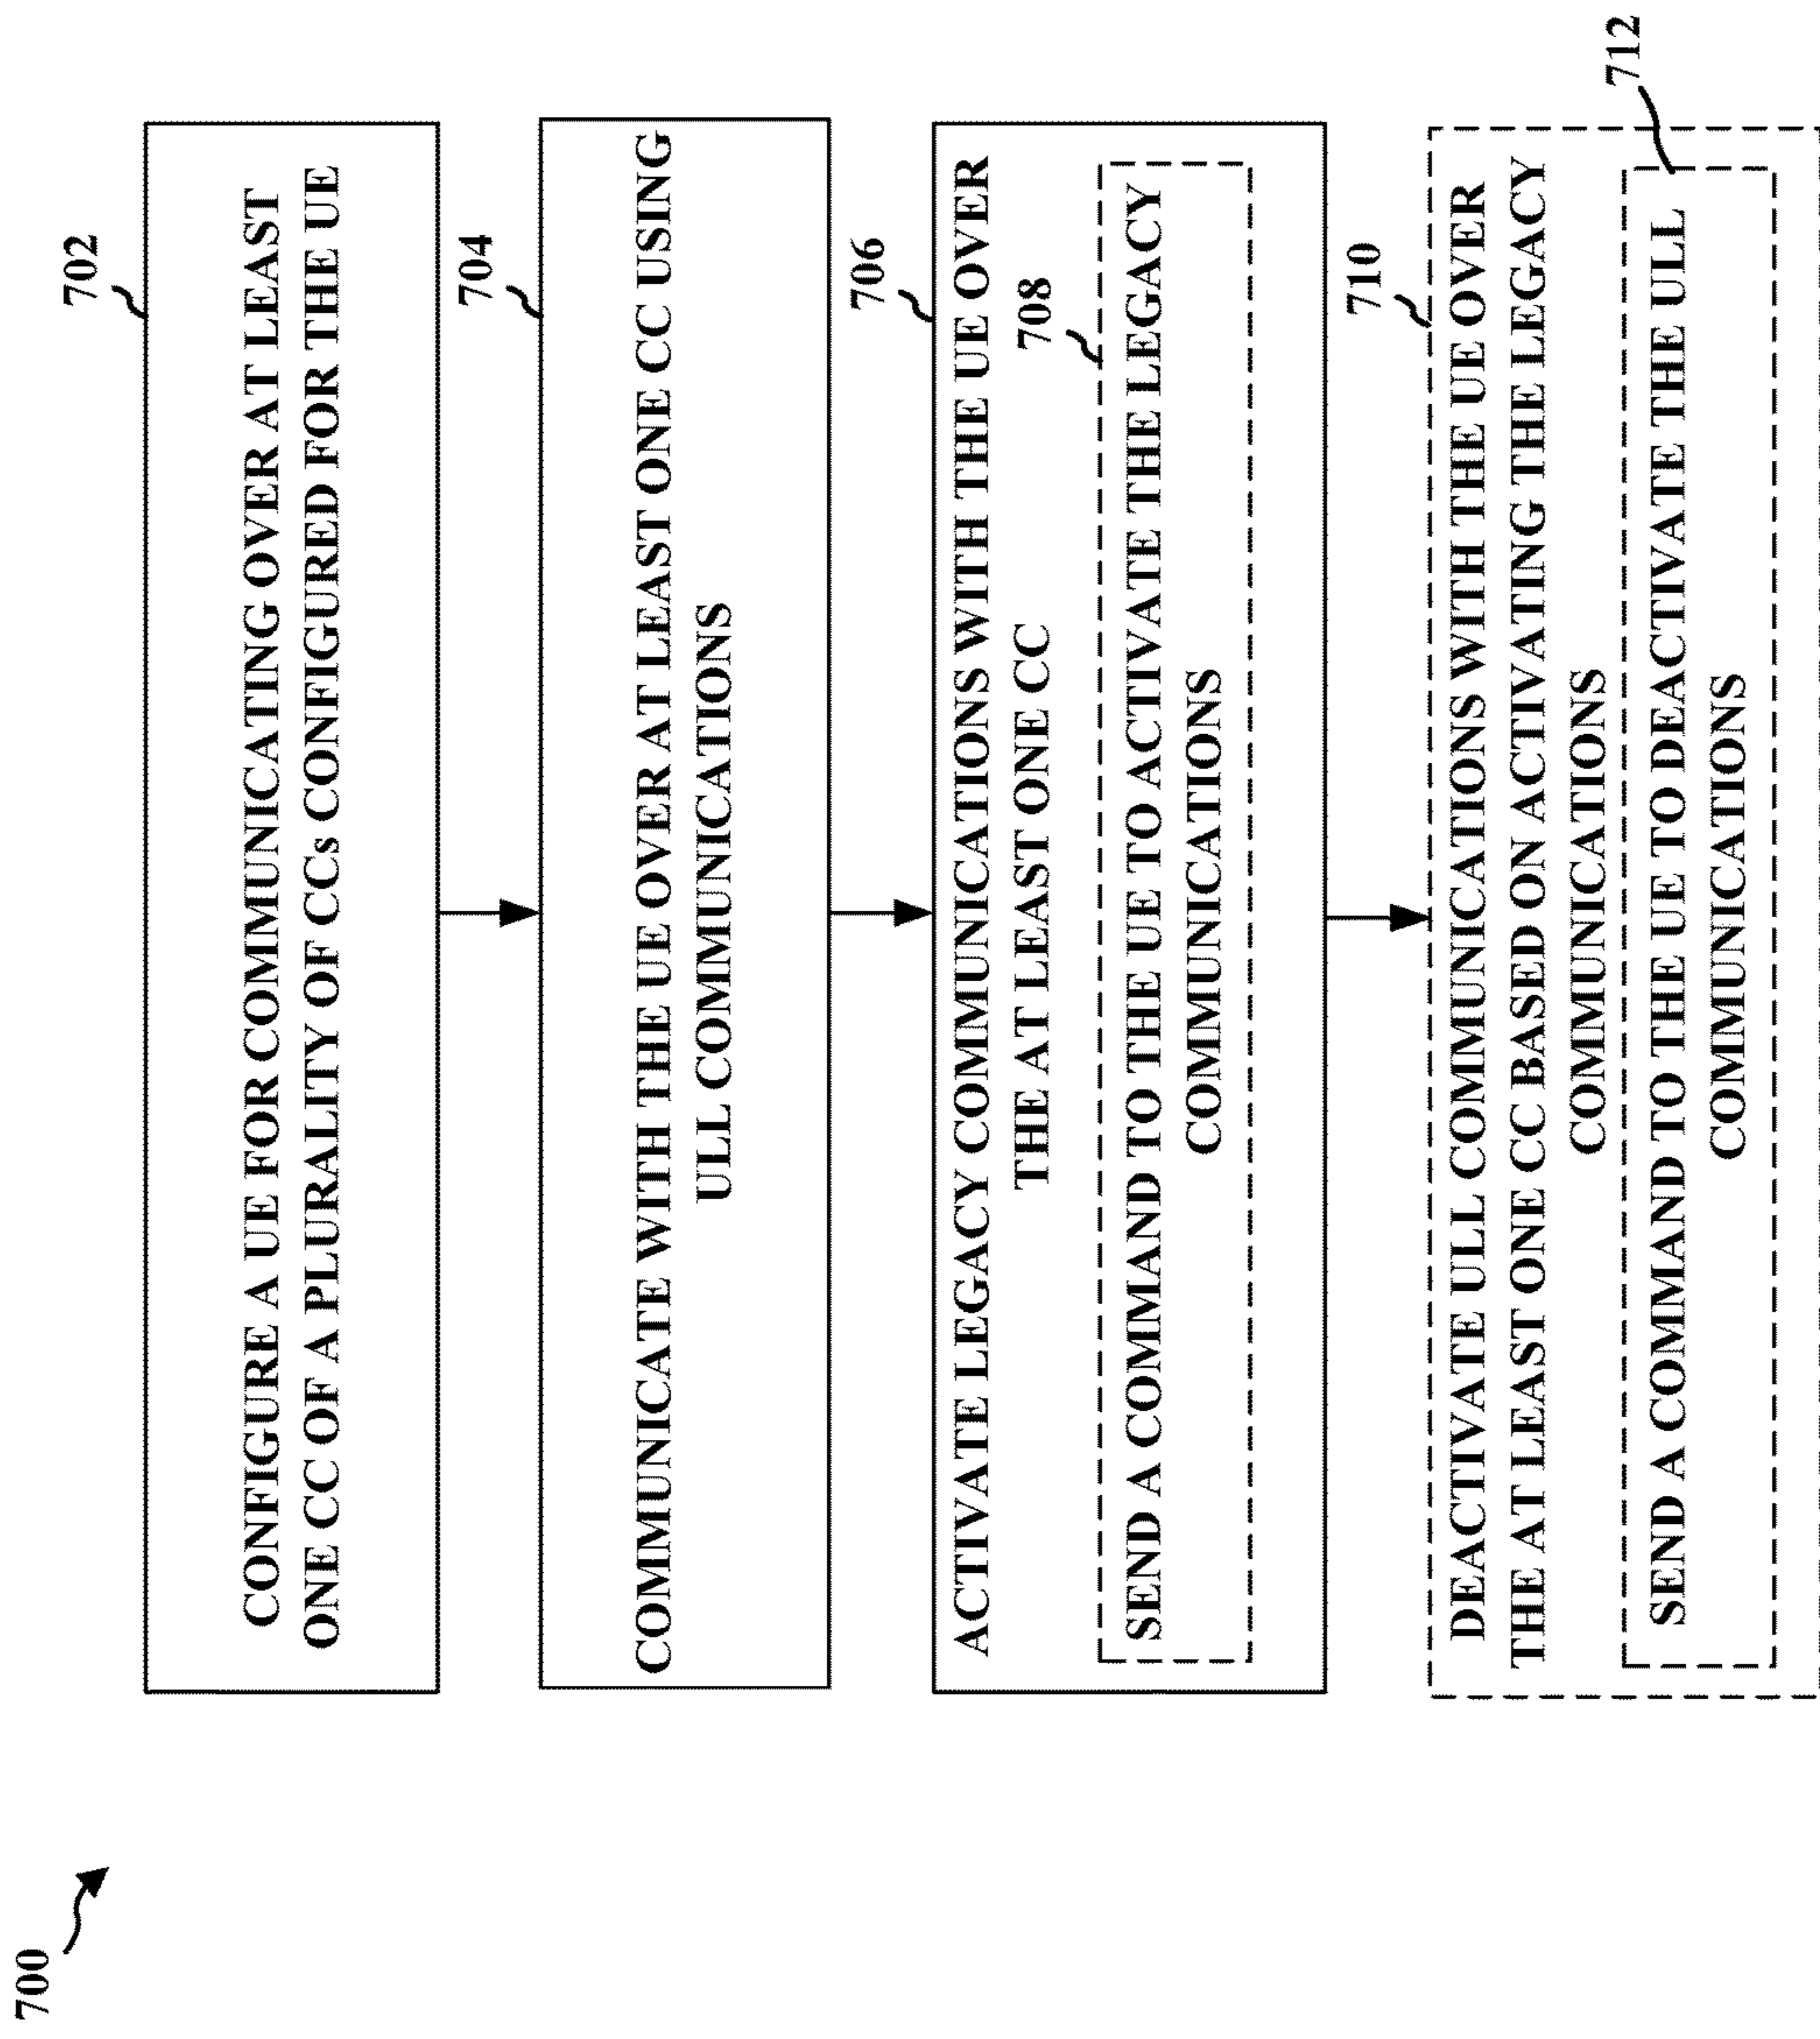 700
702
CONFIGURE A UE FOR COMMUNICATING OVER AT LEAST
ONE CC OF A PLURALITY OF CCs CONFIGURED FOR THE UE
704
COMMUNICATE WITH THE UE OVER AT LEAST ONE CC USING
ULL COMMUNICATIONS
706
ACTIVATE LEGACY COMMUNICATIONS WITH THE UE OVER
THE AT LEAST ONE CC
708
SEND A COMMAND TO THE UE TO ACTIVATE THE LEGACY
COMMUNICATIONS
710
DEACTIVATE ULL COMMUNICATIONS WITH THE UE OVER
THE AT LEAST ONE CC BASED ON ACTIVATING THE LEGACY
COMMUNICATIONS
712
SEND A COMMAND TO THE UE TO DEACTIVATE THE ULL
COMMUNICATIONS